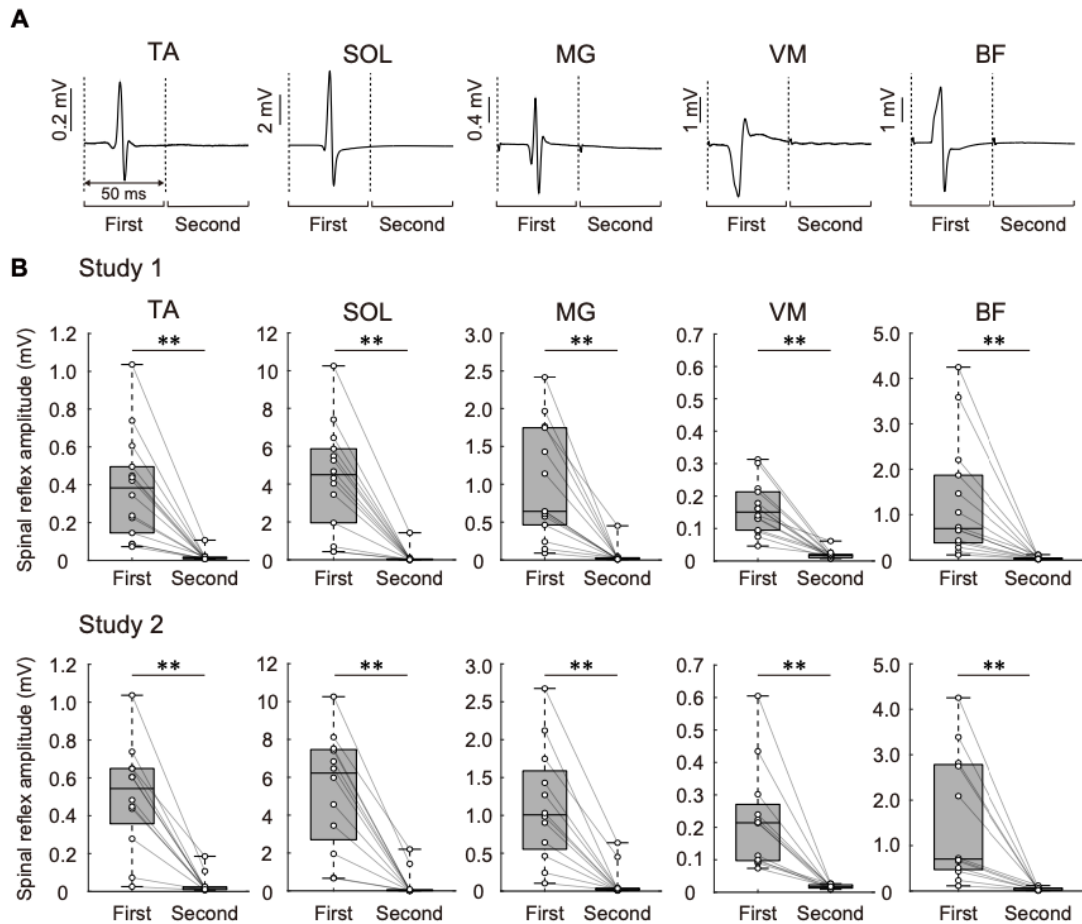 A
TA SOL MG VM BF
0.2 mV 2 mV 0.4 mV 1 mV 1 mV
50 ms
First Second First Second First Second First Second First Second
B Study 1
TA SOL MG VM BF
Spinal reflex amplitude (mV)
1.2 12 3.0 0.7 5.0
** ** ** ** **
1.0 10 2.5 0.6 4.0
0.8 8 2.0 0.5 3.0
0.6 6 1.5 0.4 2.0
0.4 4 1.0 0.3 1.0
0.2 2 0.5 0.2 0
0 0 0 0.1
0
First Second First Second First Second First Second First Second
Study 2
Spinal reflex amplitude (mV)
1.2 12 3.0 0.7 5.0
** ** ** ** **
1.0 10 2.5 0.6 4.0
0.8 8 2.0 0.5 3.0
0.6 6 1.5 0.4 2.0
0.4 4 1.0 0.3 1.0
0.2 2 0.5 0.2 0
0 0 0 0.1
0
First Second First Second First Second First Second First Second